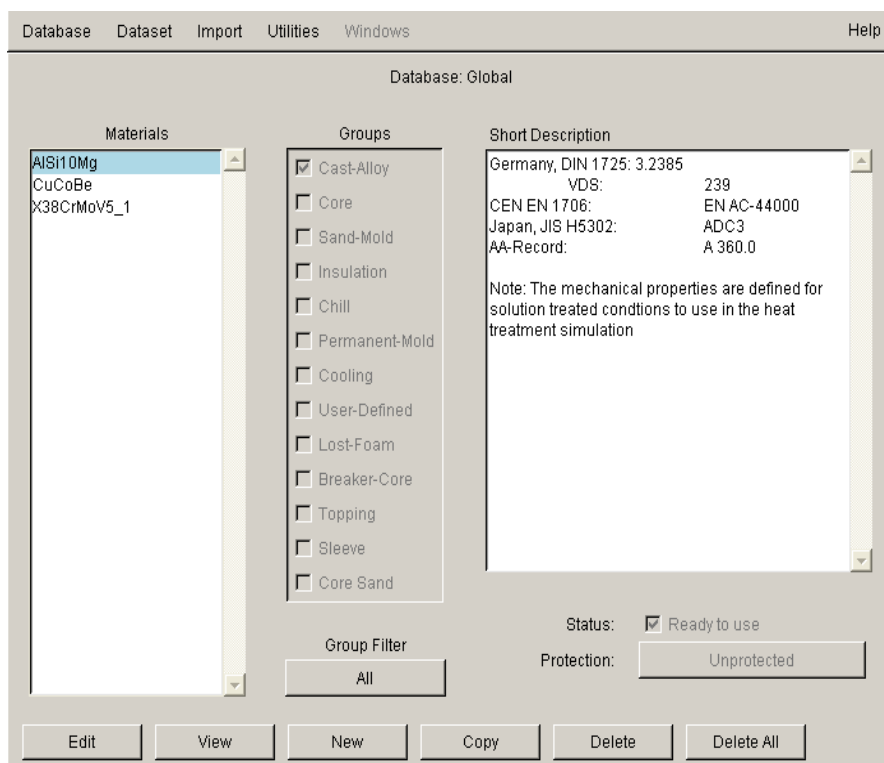 Database Dataset Import Utilities Windows Help
Database: Global
Materials
AlSi10Mg
CuCoBe
X38CrMoV5_1
Groups
Cast-Alloy
Core
Sand-Mold
Insulation
Chill
Permanent-Mold
Cooling
User-Defined
Lost-Foam
Breaker-Core
Topping
Sleeve
Core Sand
Group Filter
All
Short Description
Germany, DIN 1725: 3.2385
VDS: 239
CEN EN 1706: EN AC-44000
Japan, JIS H5302: ADC3
AA-Record: A 360.0
Note: The mechanical properties are defined for
solution treated condtions to use in the heat
treatment simulation
Status: Ready to use
Protection: Unprotected
Edit View New Copy Delete Delete All